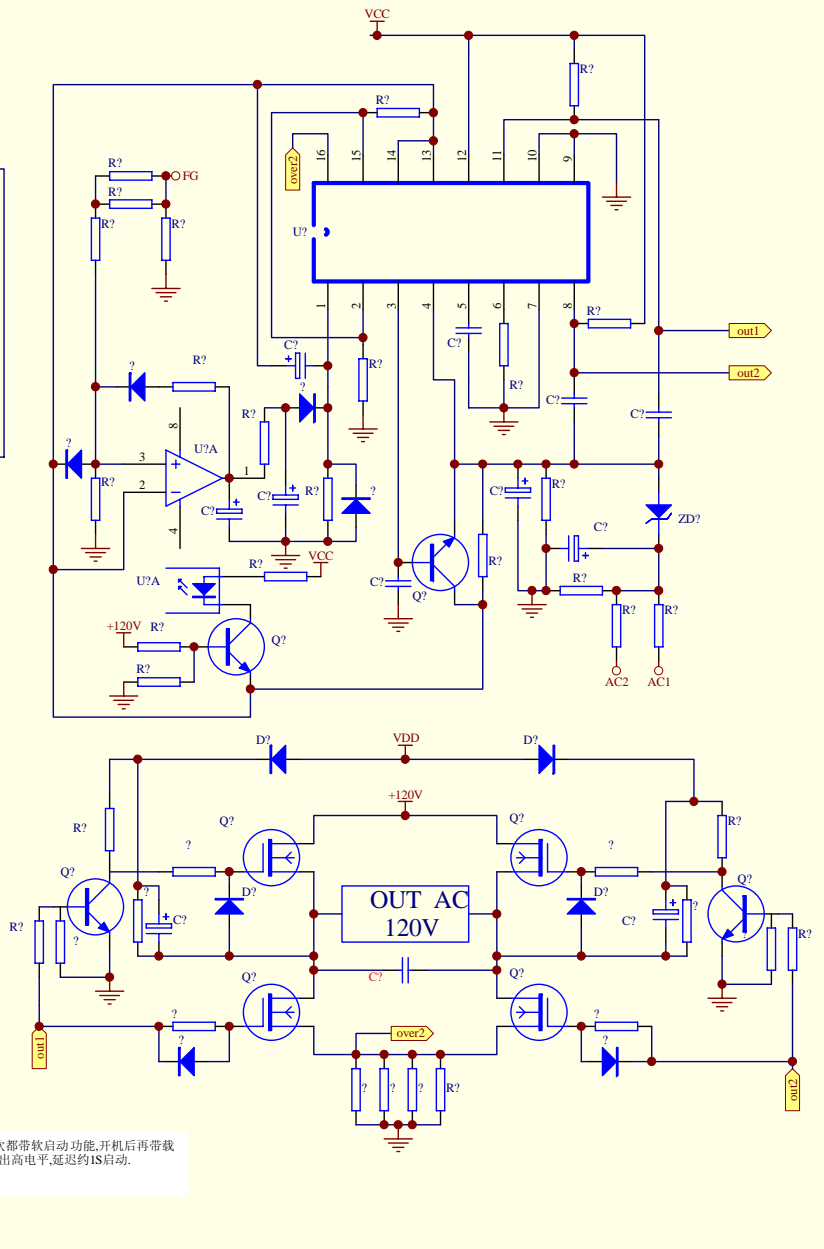 VCC
R?
R?
16
15
14
13
12
11
10
9
over2
R?
FG
R?
R?
R?
U?
1
2
3
4
5
6
7
8
R?
out1
C?
C?
R?
R?
out2
?
R?
?
R?
C?
C?
8
U?A
?
3
1
2
R?
C?
C?
R?
?
C?
R?
ZD?
4
C?
R?
VCC
U?A
C?
Q?
R?
R?
R?
R?
+120V
R?
Q?
R?
AC2
AC1
D?
VDD
D?
+120V
Q?
Q?
R?
?
?
R?
Q?
Q?
?
D?
D?
OUT AC
120V
R?
?
C?
C?
?
?
R?
Q?
C?
Q?
?
?
out1
?
over2
?
out2
?
?
?
R?
次都带软启动功能,开机后再带载
出高电平,延迟约1S启动.